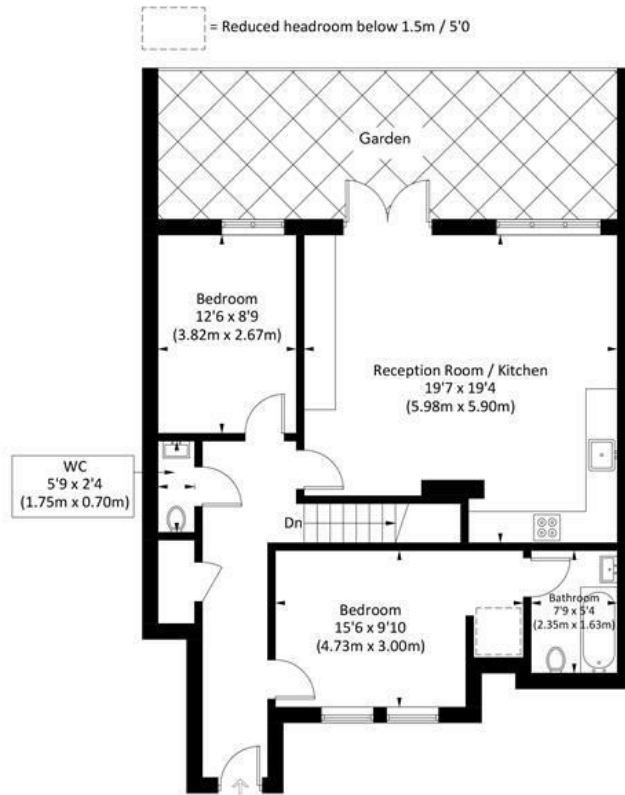 = Reduced headroom below 1.5m / 5'0
Garden
Bedroom
12'6 x 8'9
(3.82m x 2.67m)
Reception Room / Kitchen
19'7 x 19'4
(5.98m x 5.90m)
WC
5'9 x 2'4
(1.75m x 0.70m)
Dn
Bedroom
15'6 x 9'10
(4.73m x 3.00m)
Bathroom
7'9 x 5'4
(2.35m x 1.63m)